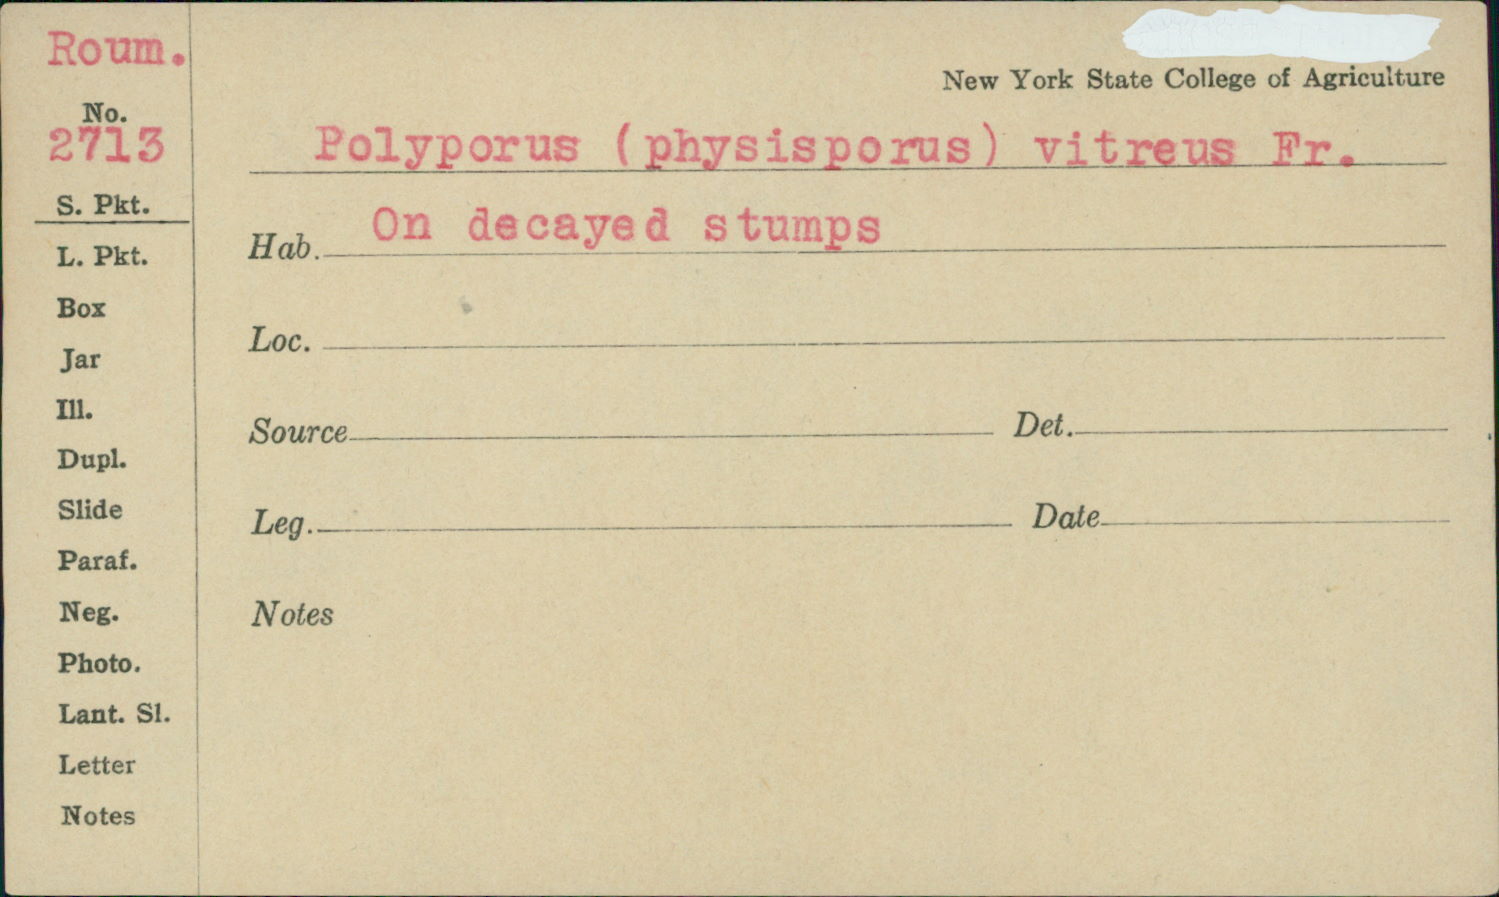 Roum.
No.
2713
S. Pkt.
L. Pkt.
Box
Jar
Ill.
Dupl.
Slide
Paraf.
Neg.
Photo.
Lant. Sl.
Letter
Notes
New York State College of Agriculture
Polyporus (physisporus) vitreus Fr.
Hab. On decayed stumps
Loc.
Source Det.
Leg. Date
Notes